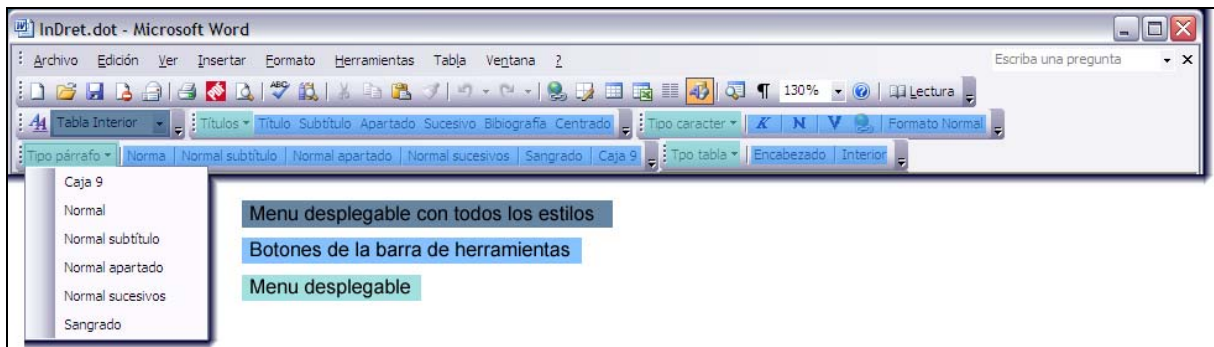 InDret.dot - Microsoft Word
Archivo Edición Ver Insertar Formato Herramientas Tabla Ventana ? Escriba una pregunta
ABC 130% Lectura
Tabla Interior Títulos Título Subtítulo Apartado Sucesivo Bibiografía Centrado Tipo caracter K N V Formato Normal
Tipo párrafo Norma Normal subtítulo Normal apartado Normal sucesivos Sangrado Caja 9 Tpo tabla Encabezado Interior
Caja 9
Normal
Normal subtítulo
Normal apartado
Normal sucesivos
Sangrado
Menu desplegable con todos los estilos
Botones de la barra de herramientas
Menu desplegable